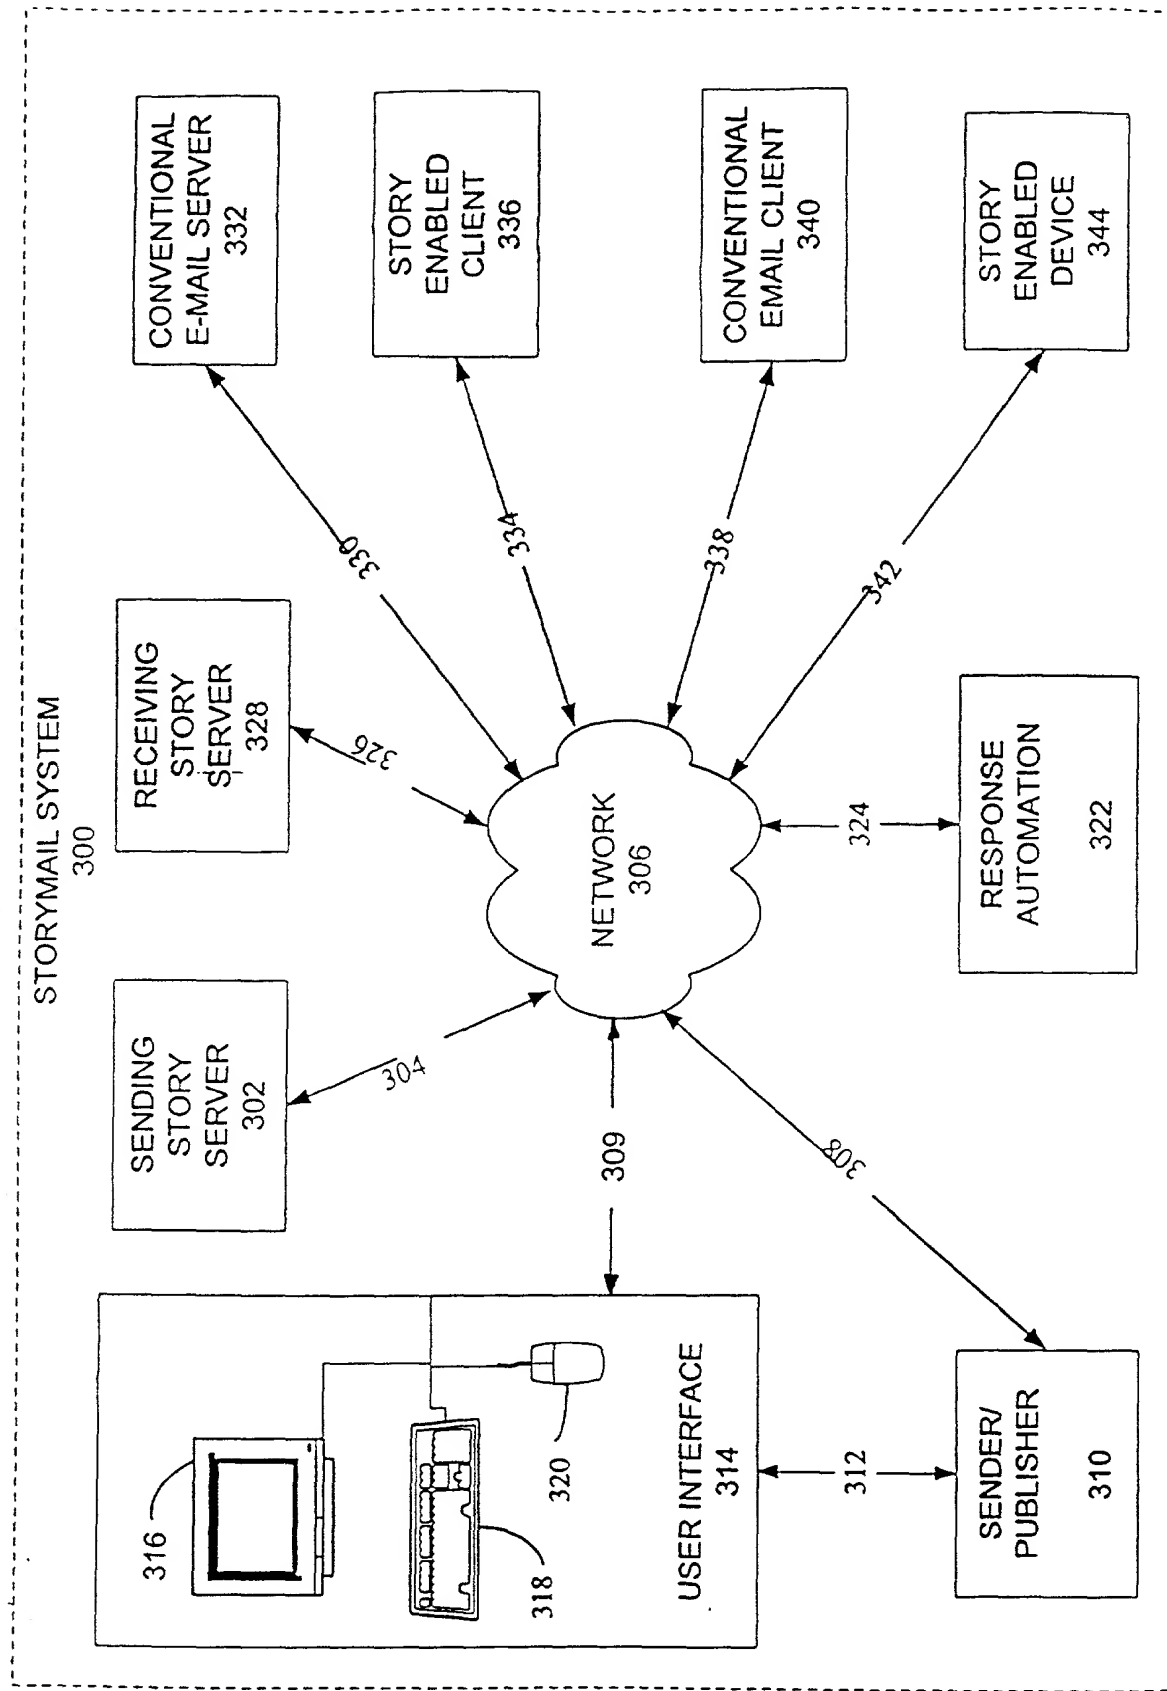 STORYMAIL SYSTEM
300
316
318
320
USER INTERFACE
314
SENDING
STORY
SERVER
302
RECEIVING
STORY
SERVER
328
CONVENTIONAL
E-MAIL SERVER
332
304
326
330
309
NETWORK
306
334
STORY
ENABLED
CLIENT
336
338
CONVENTIONAL
EMAIL CLIENT
340
312
308
324
342
SENDER/
PUBLISHER
310
RESPONSE
AUTOMATION
322
STORY
ENABLED
DEVICE
344